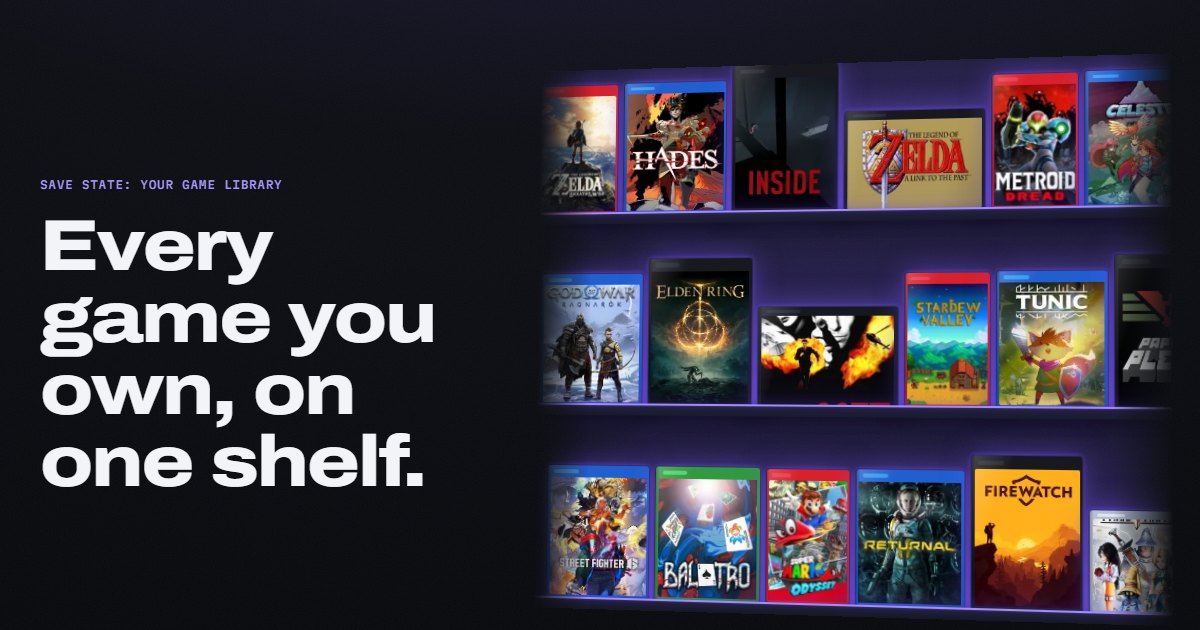 SAVE STATE: YOUR GAME LIBRARY
Every
game you
own, on
one shelf.
ZELDA
HADES
INSIDE
THE LEGEND OF
ZELDA
A LINK TO THE PAST
METROID
DREAD
CELESTE
GOD OF WAR
RAGNARÖK
ELDEN RING
STARDEW
VALLEY
TUNIC
STREET FIGHTER 6
BALATRO
SUPER
MARIO
ODYSSEY
RETURNAL
FIREWATCH